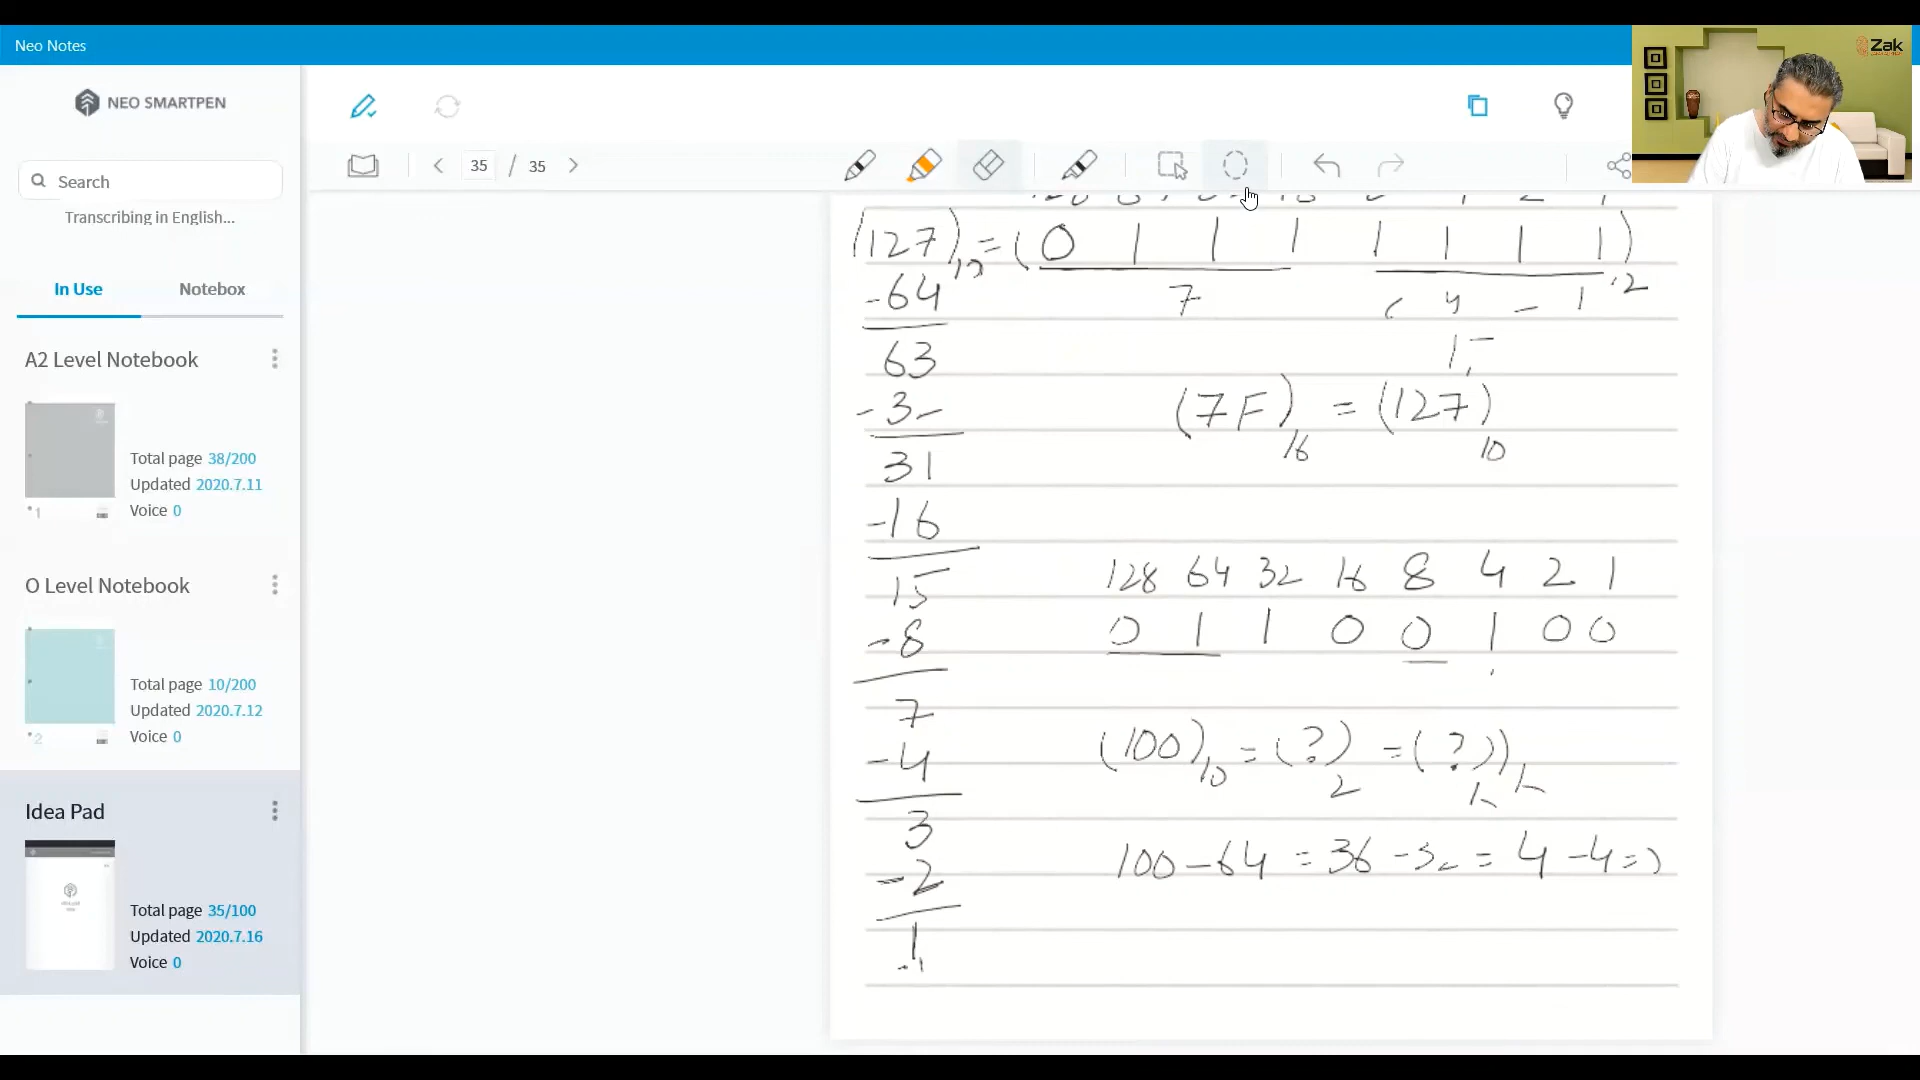 Neo Notes
Zak
NEO SMARTPEN
Search
Transcribing in English...
In Use
Notebox
A2 Level Notebook
Total page 38/200
Updated 2020.7.11
Voice 0
1
O Level Notebook
Total page 10/200
Updated 2020.7.12
Voice 0
2
Idea Pad
Total page 35/100
Updated 2020.7.16
Voice 0
35 / 35
(127)10 = (0 1 1 1 1 1 1 1)2
-64
7
63
-32
(7F)16 = (127)10
31
-16
15
128 64 32 16 8 4 2 1
-8
0 1 1 0 0 1 0 0
7
(100)10 = (?)2 = (?)
-4
3
100 - 64 = 36 - 32 = 4 - 4 = 0
-2
1